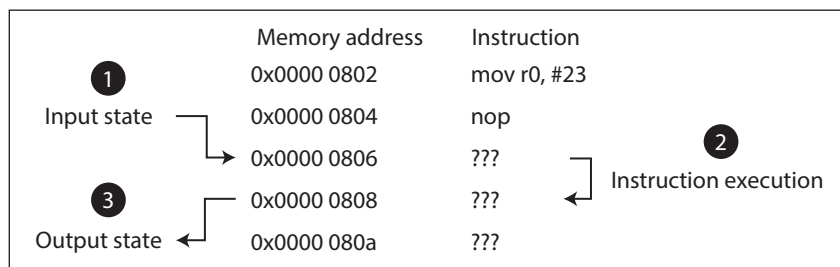 Memory address Instruction
0x0000 0802 mov r0, #23
1
Input state
0x0000 0804 nop
0x0000 0806 ???
2
Instruction execution
0x0000 0808 ???
3
Output state
0x0000 080a ???